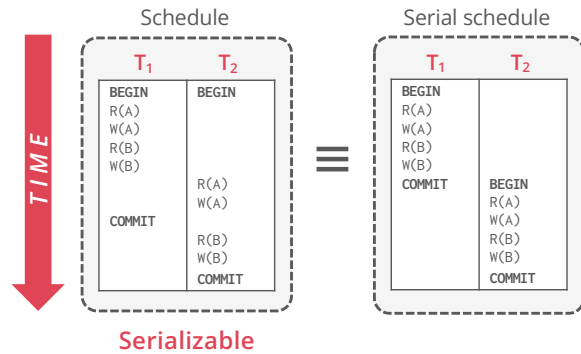 Schedule
Serial schedule
TIME
T₁ T₂
BEGIN BEGIN
R(A)
W(A)
R(B)
W(B)
R(A)
W(A)
COMMIT
R(B)
W(B)
COMMIT
≡
T₁ T₂
BEGIN
R(A)
W(A)
R(B)
W(B)
COMMIT BEGIN
R(A)
W(A)
R(B)
W(B)
COMMIT
Serializable